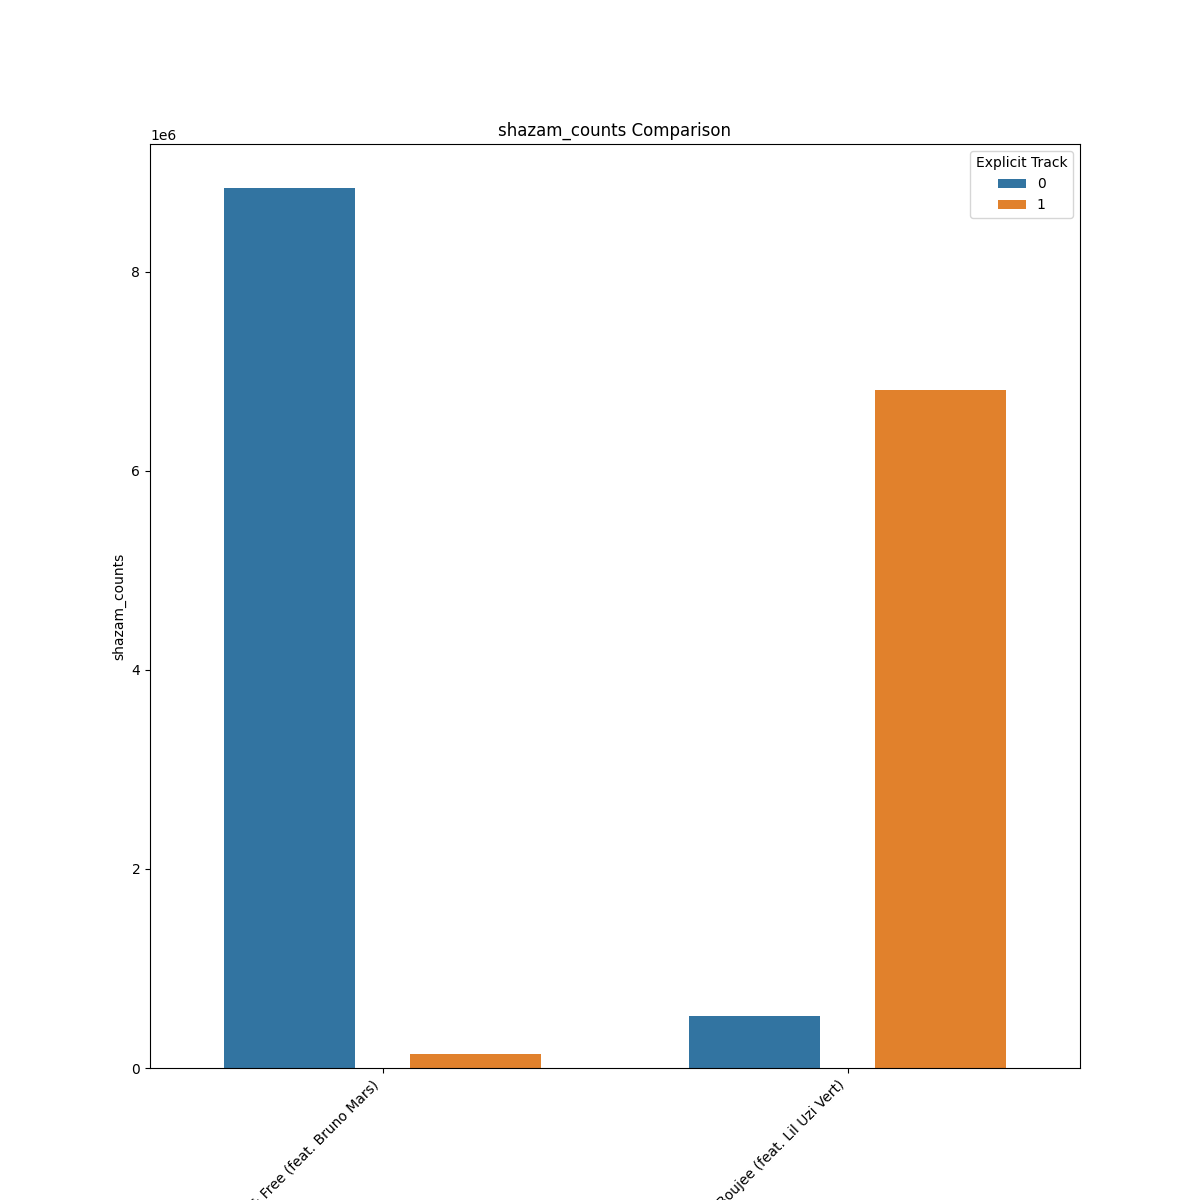 shazam_counts Comparison
1e6
Explicit Track
0
1
8
6
4
2
0
shazam_counts
Free (feat. Bruno Mars)
Boujee (feat. Lil Uzi Vert)